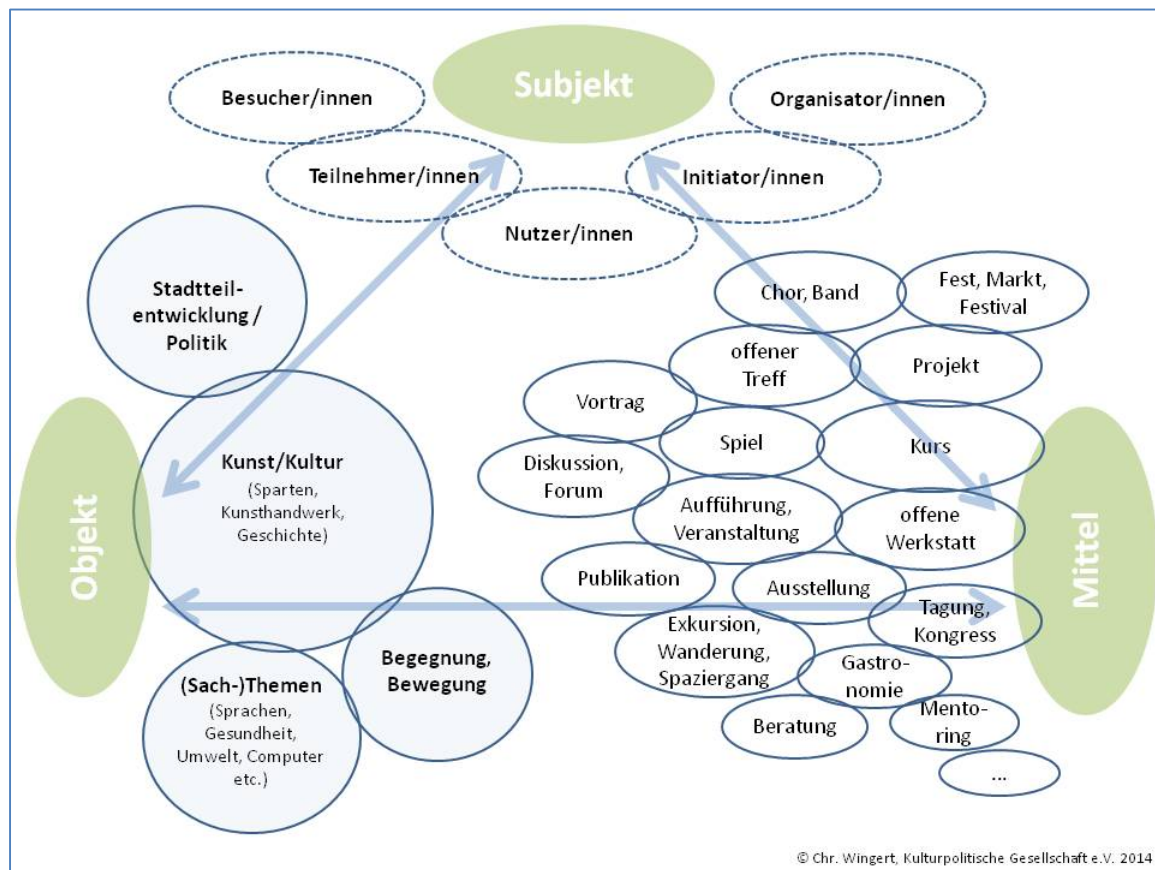 Subjekt
Besucher/innen
Organisator/innen
Teilnehmer/innen
Initiator/innen
Nutzer/innen
Stadtteil-
entwicklung /
Politik
Kunst/Kultur
(Sparten,
Kunsthandwerk,
Geschichte)
Objekt
(Sach-)Themen
(Sprachen,
Gesundheit,
Umwelt, Computer
etc.)
Begegnung,
Bewegung
Chor, Band
Fest, Markt,
Festival
offener
Treff
Projekt
Vortrag
Spiel
Kurs
Diskussion,
Forum
Aufführung,
Veranstaltung
offene
Werkstatt
Mittel
Publikation
Ausstellung
Tagung,
Kongress
Exkursion,
Wanderung,
Spaziergang
Gastro-
nomie
Beratung
Mento-
ring
...
© Chr. Wingert, Kulturpolitische Gesellschaft e.V. 2014